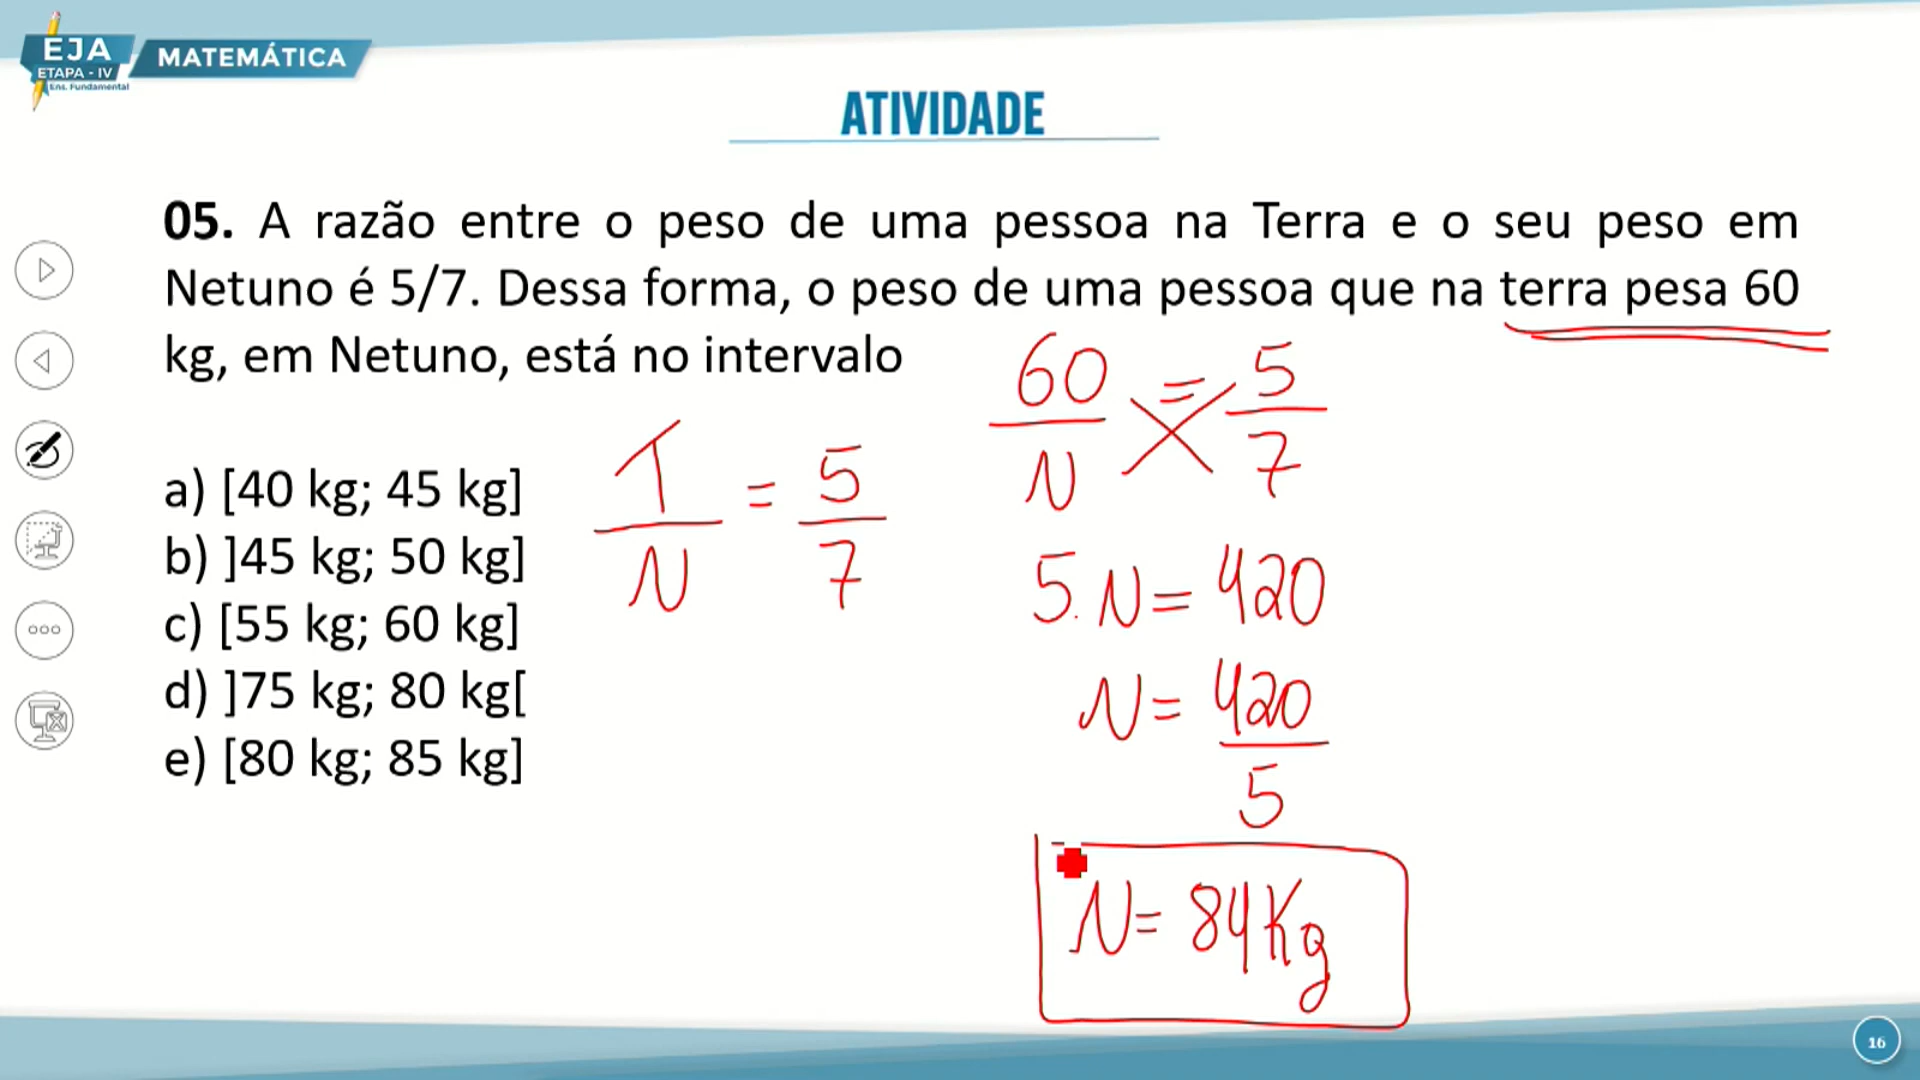 EJA
ETAPA - IV
Ens. Fundamental
MATEMÁTICA
ATIVIDADE
05. A razão entre o peso de uma pessoa na Terra e o seu peso em
Netuno é 5/7. Dessa forma, o peso de uma pessoa que na terra pesa 60
kg, em Netuno, está no intervalo
a) [40 kg; 45 kg]
b) ]45 kg; 50 kg]
c) [55 kg; 60 kg]
d) ]75 kg; 80 kg[
e) [80 kg; 85 kg]
T/N = 5/7
60/N = 5/7
5.N = 420
N = 420/5
N = 84Kg
16